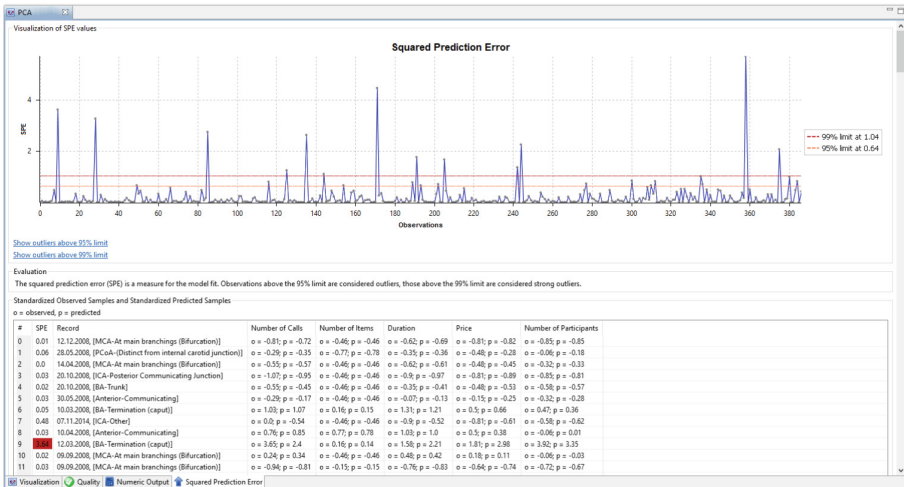 PCA
Visualization of SPE values
Squared Prediction Error
SPE
4
2
99% limit at 1.04
95% limit at 0.64
0 20 40 60 80 100 120 140 160 180 200 220 240 260 280 300 320 340 360 380
Observations
Show outliers above 95% limit
Show outliers above 99% limit
Evaluation
The squared prediction error (SPE) is a measure for the model fit. Observations above the 95% limit are considered outliers, those above the 99% limit are considered strong outliers.
Standardized Observed Samples and Standardized Predicted Samples
o = observed, p = predicted
# SPE Record Number of Calls Number of Items Duration Price Number of Participants
0 0.01 12.12.2008, [MCA-At main branchings (Bifurcation)] o = -0.81; p = -0.72 o = -0.46; p = -0.46 o = -0.62; p = -0.69 o = -0.81; p = -0.82 o = -0.85; p = -0.85
1 0.06 28.05.2008, [PCoA-(Distinct from internal carotid junction)] o = -0.29; p = -0.35 o = -0.77; p = -0.78 o = -0.35; p = -0.36 o = -0.48; p = -0.28 o = -0.06; p = -0.18
2 0.0 14.04.2008, [MCA-At main branchings (Bifurcation)] o = -0.55; p = -0.57 o = -0.46; p = -0.46 o = -0.62; p = -0.61 o = -0.48; p = -0.45 o = -0.32; p = -0.33
3 0.03 20.10.2008, [ICA-Posterior Communicating Junction] o = -1.07; p = -0.95 o = -0.46; p = -0.46 o = -0.9; p = -0.97 o = -0.81; p = -0.89 o = -0.85; p = -0.81
4 0.02 20.10.2008, [BA-Trunk] o = -0.55; p = -0.45 o = -0.46; p = -0.46 o = -0.35; p = -0.41 o = -0.48; p = -0.53 o = -0.58; p = -0.57
5 0.03 30.05.2008, [Anterior-Communicating] o = -0.29; p = -0.17 o = -0.46; p = -0.46 o = -0.07; p = -0.13 o = -0.15; p = -0.25 o = -0.32; p = -0.28
6 0.05 10.03.2008, [BA-Termination (caput)] o = 1.03; p = 1.07 o = 0.16; p = 0.15 o = 1.31; p = 1.21 o = 0.5; p = 0.66 o = 0.47; p = 0.36
7 0.48 07.11.2014, [ICA-Other] o = 0.0; p = -0.54 o = -0.46; p = -0.46 o = -0.9; p = -0.52 o = -0.81; p = -0.61 o = -0.58; p = -0.62
8 0.03 10.04.2008, [Anterior-Communicating] o = 0.76; p = 0.85 o = 0.77; p = 0.78 o = 1.03; p = 1.0 o = 0.5; p = 0.38 o = -0.06; p = 0.01
9 3.64 12.03.2008, [BA-Termination (caput)] o = 3.65; p = 2.4 o = 0.16; p = 0.14 o = 1.58; p = 2.21 o = 1.81; p = 2.98 o = 3.92; p = 3.35
10 0.02 09.09.2008, [MCA-At main branchings (Bifurcation)] o = 0.24; p = 0.34 o = -0.46; p = -0.46 o = 0.48; p = 0.42 o = 0.18; p = 0.11 o = -0.06; p = -0.03
11 0.03 09.09.2008, [MCA-At main branchings (Bifurcation)] o = -0.94; p = -0.81 o = -0.15; p = -0.15 o = -0.76; p = -0.83 o = -0.64; p = -0.74 o = -0.72; p = -0.67
Visualization Quality Numeric Output Squared Prediction Error